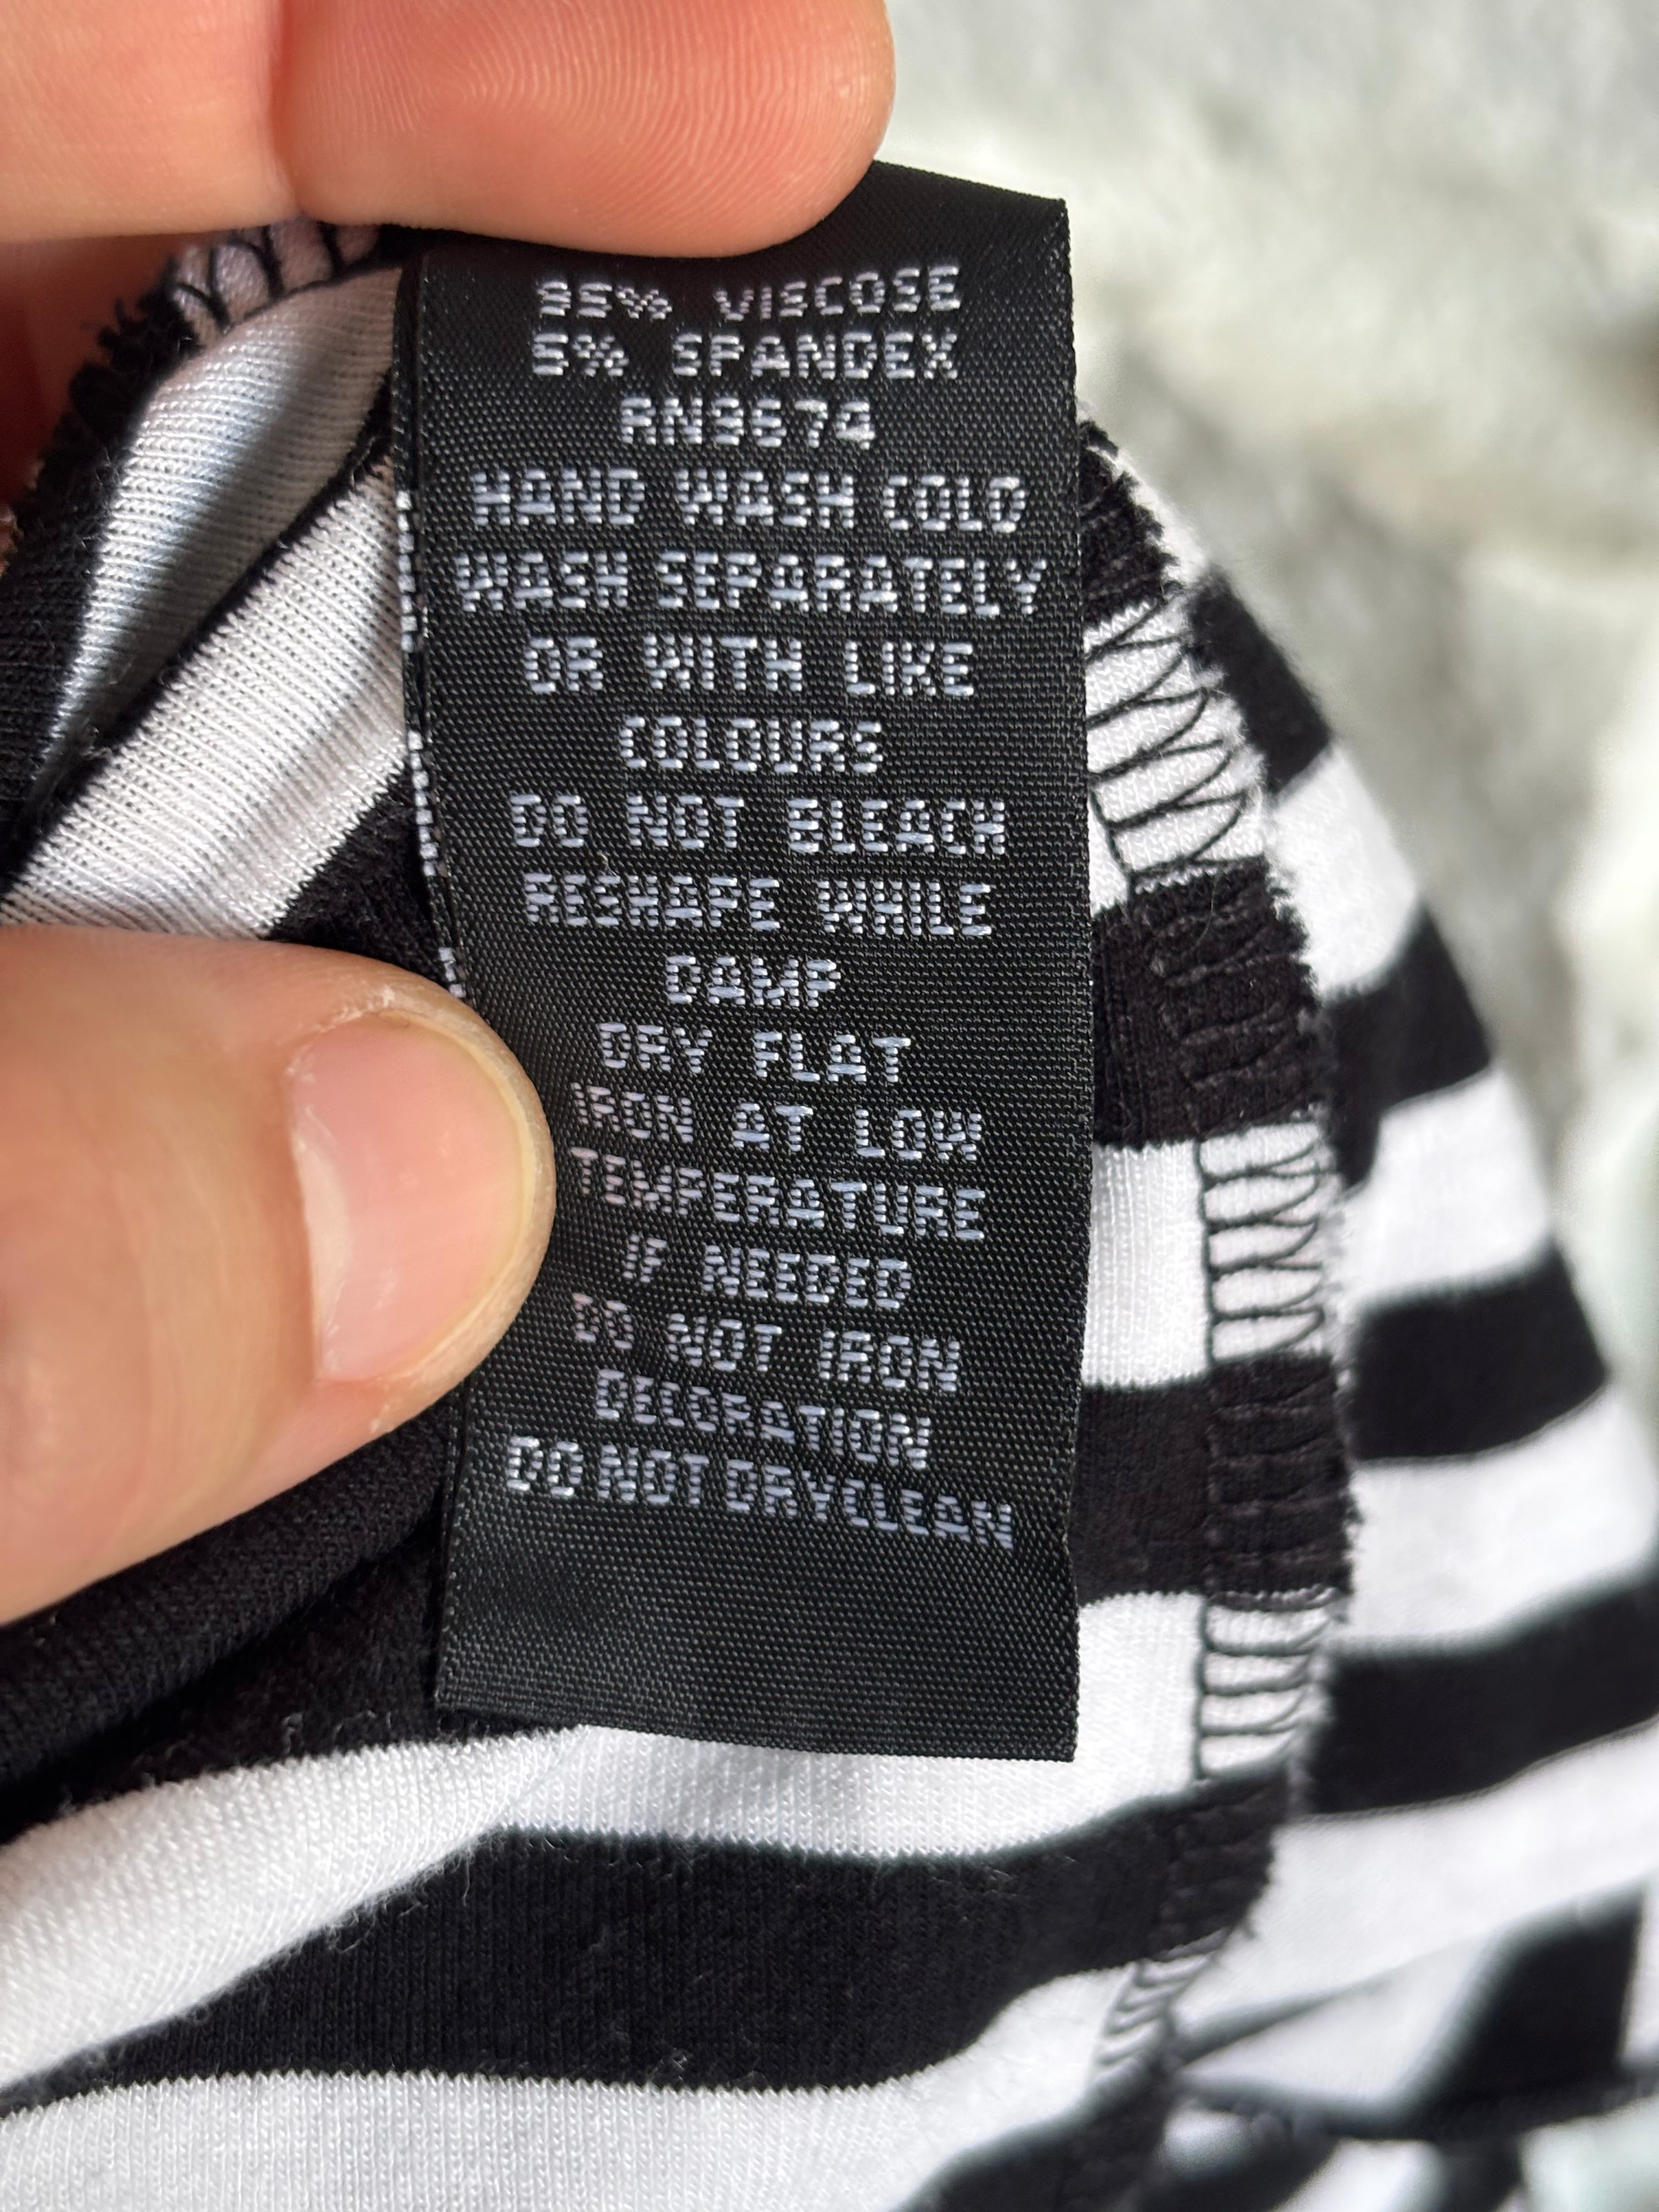 95% VISCOSE
5% SPANDEX
HAND WASH COLD
WASH SEPARATELY
OR WITH LIKE
COLOURS
DO NOT BLEACH
RESHAPE WHILE
DAMP
DRY FLAT
IRON AT LOW
TEMPERATURE
IF NEEDED
DO NOT IRON
DECORATION
DO NOT DRYCLEAN